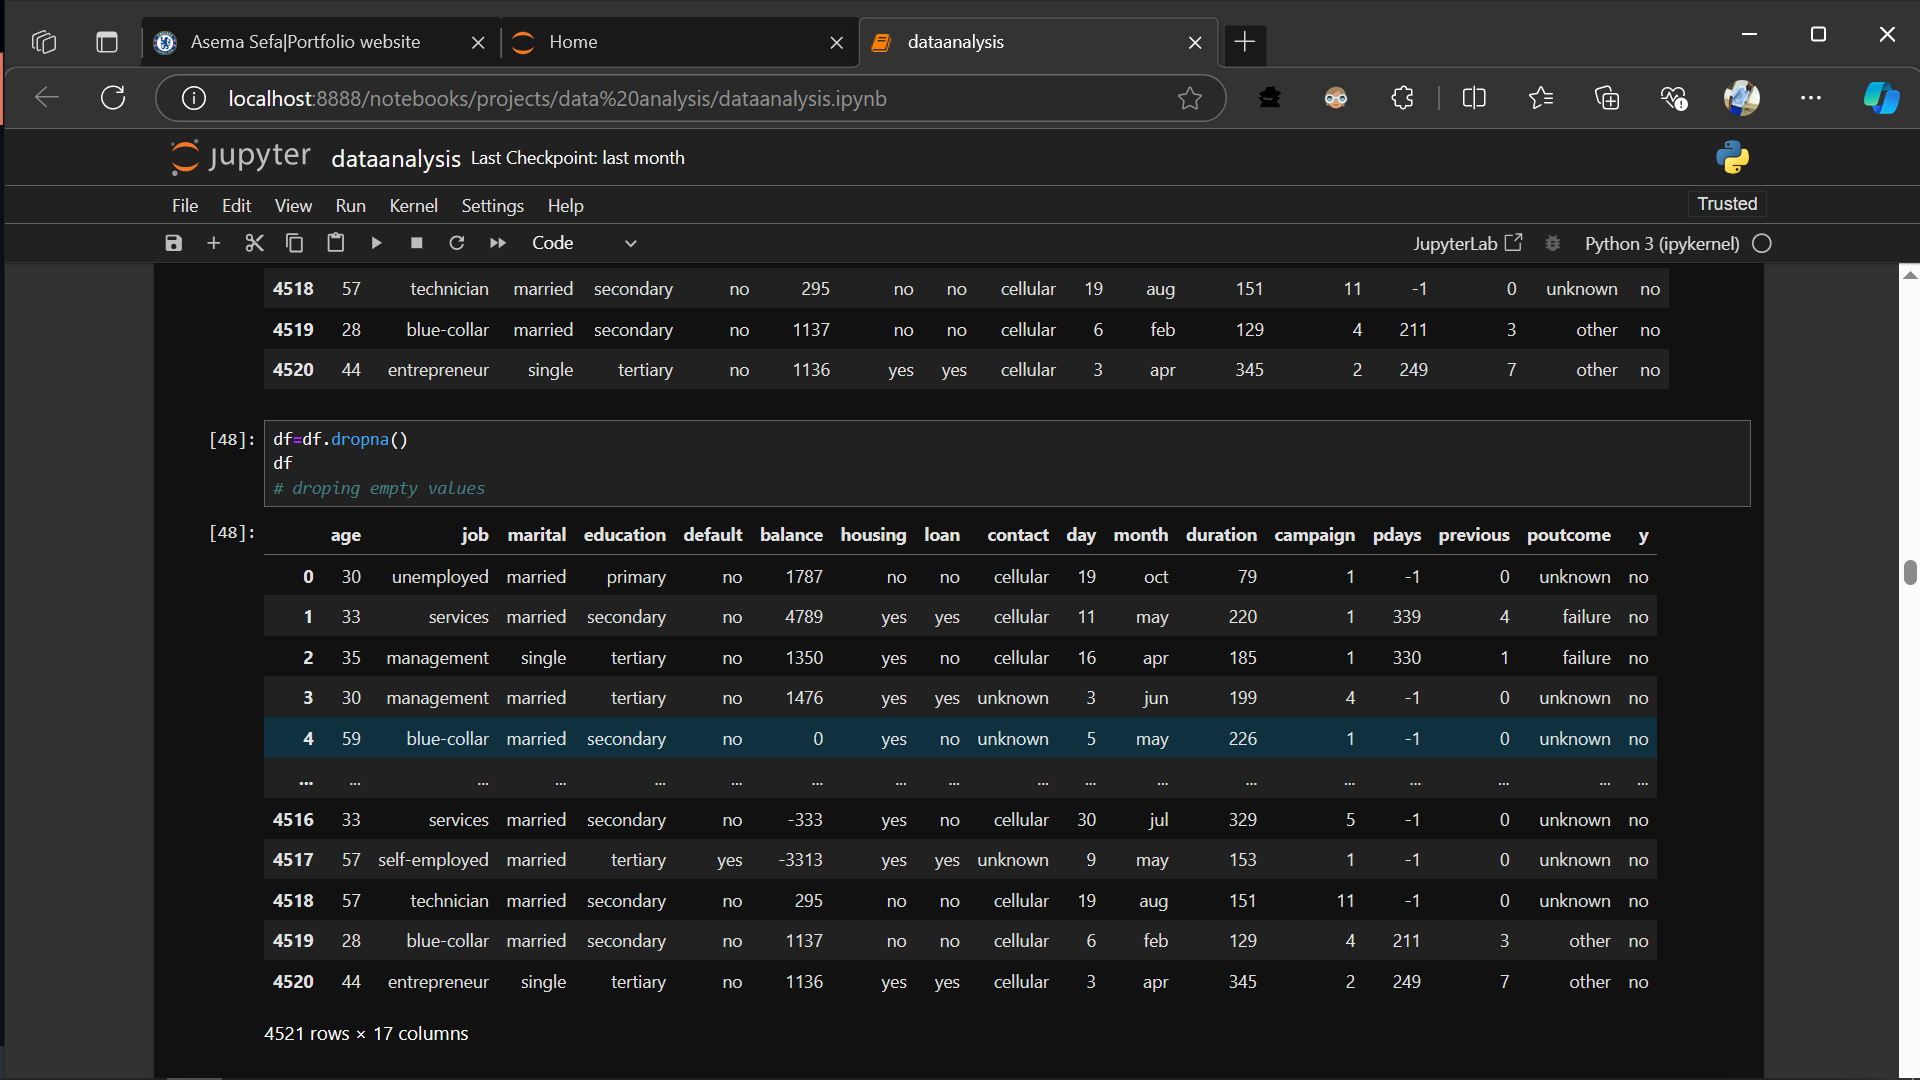 Asema Sefa|Portfolio website
Home
dataanalysis
localhost:8888/notebooks/projects/data%20analysis/dataanalysis.ipynb
jupyter dataanalysis Last Checkpoint: last month
File Edit View Run Kernel Settings Help
Trusted
Code
JupyterLab
Python 3 (ipykernel)
4518 57 technician married secondary no 295 no no cellular 19 aug 151 11 -1 0 unknown no
4519 28 blue-collar married secondary no 1137 no no cellular 6 feb 129 4 211 3 other no
4520 44 entrepreneur single tertiary no 1136 yes yes cellular 3 apr 345 2 249 7 other no
[48]: df=df.dropna()
df
# droping empty values
[48]: age job marital education default balance housing loan contact day month duration campaign pdays previous poutcome y
0 30 unemployed married primary no 1787 no no cellular 19 oct 79 1 -1 0 unknown no
1 33 services married secondary no 4789 yes yes cellular 11 may 220 1 339 4 failure no
2 35 management single tertiary no 1350 yes no cellular 16 apr 185 1 330 1 failure no
3 30 management married tertiary no 1476 yes yes unknown 3 jun 199 4 -1 0 unknown no
4 59 blue-collar married secondary no 0 yes no unknown 5 may 226 1 -1 0 unknown no
... ... ... ... ... ... ... ... ... ... ... ... ... ... ... ... ... ...
4516 33 services married secondary no -333 yes no cellular 30 jul 329 5 -1 0 unknown no
4517 57 self-employed married tertiary yes -3313 yes yes unknown 9 may 153 1 -1 0 unknown no
4518 57 technician married secondary no 295 no no cellular 19 aug 151 11 -1 0 unknown no
4519 28 blue-collar married secondary no 1137 no no cellular 6 feb 129 4 211 3 other no
4520 44 entrepreneur single tertiary no 1136 yes yes cellular 3 apr 345 2 249 7 other no
4521 rows × 17 columns